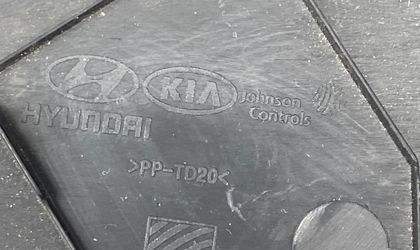 KIA
Johnson
Controls
HYUNDAI
>PP-TD20<